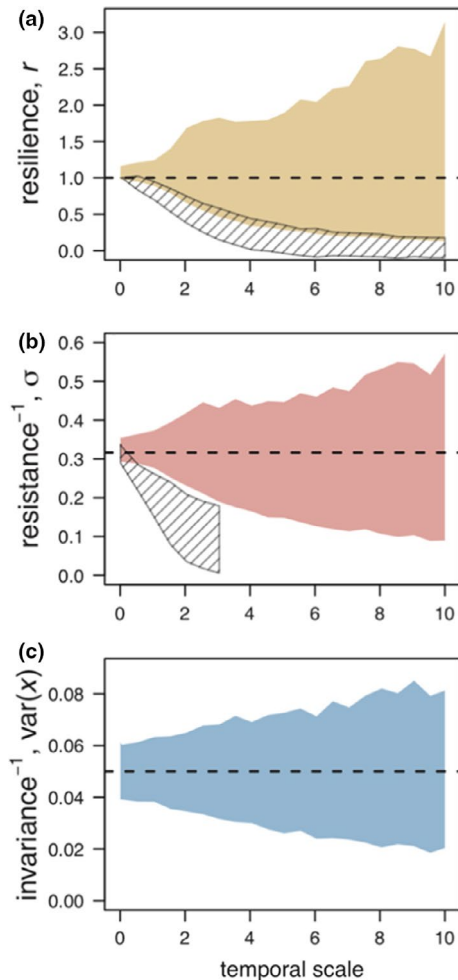 (a)
resilience, r
3.0
2.5
2.0
1.5
1.0
0.5
0.0
0 2 4 6 8 10
(b)
resistance⁻¹, σ
0.6
0.5
0.4
0.3
0.2
0.1
0.0
0 2 4 6 8 10
(c)
invariance⁻¹, var(x)
0.08
0.06
0.04
0.02
0.00
0 2 4 6 8 10
temporal scale